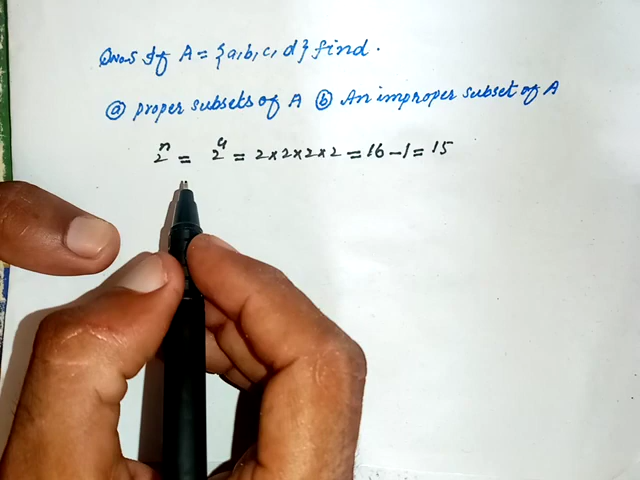 Ques If A = {a, b, c, d} find.
ⓐ proper subsets of A ⓑ An improper subset of A
2ⁿ = 2⁴ = 2×2×2×2 = 16 - 1 = 15